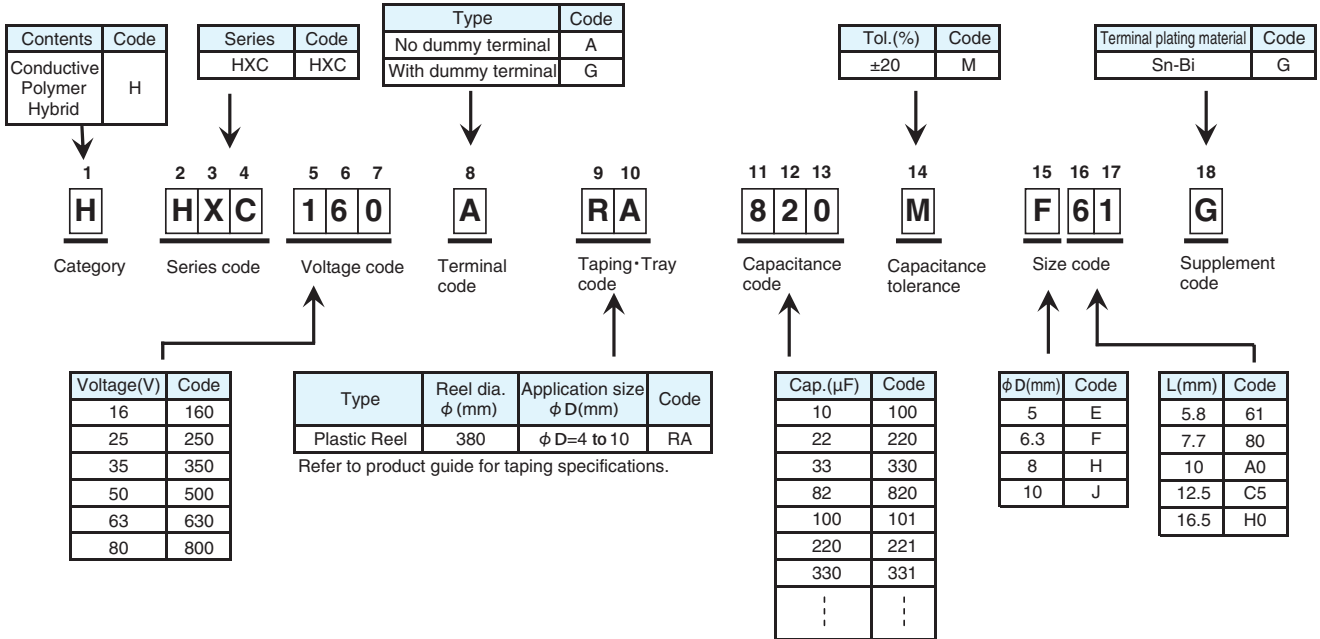 Contents Code
Conductive Polymer Hybrid H
Series Code
HXC HXC
Type Code
No dummy terminal A
With dummy terminal G
Tol.(%) Code
±20 M
Terminal plating material Code
Sn-Bi G
1 2 3 4 5 6 7 8 9 10 11 12 13 14 15 16 17 18
H H X C 1 6 0 A R A 8 2 0 M F 6 1 G
Category
Series code
Voltage code
Terminal
code
Taping・Tray
code
Capacitance
code
Capacitance
tolerance
Size code
Supplement
code
Voltage(V) Code
16 160
25 250
35 350
50 500
63 630
80 800
Type Reel dia. φ (mm) Application size φ D(mm) Code
Plastic Reel 380 φ D=4 to 10 RA
Refer to product guide for taping specifications.
Cap.(µF) Code
10 100
22 220
33 330
82 820
100 101
220 221
330 331
φ D(mm) Code
5 E
6.3 F
8 H
10 J
L(mm) Code
5.8 61
7.7 80
10 A0
12.5 C5
16.5 H0